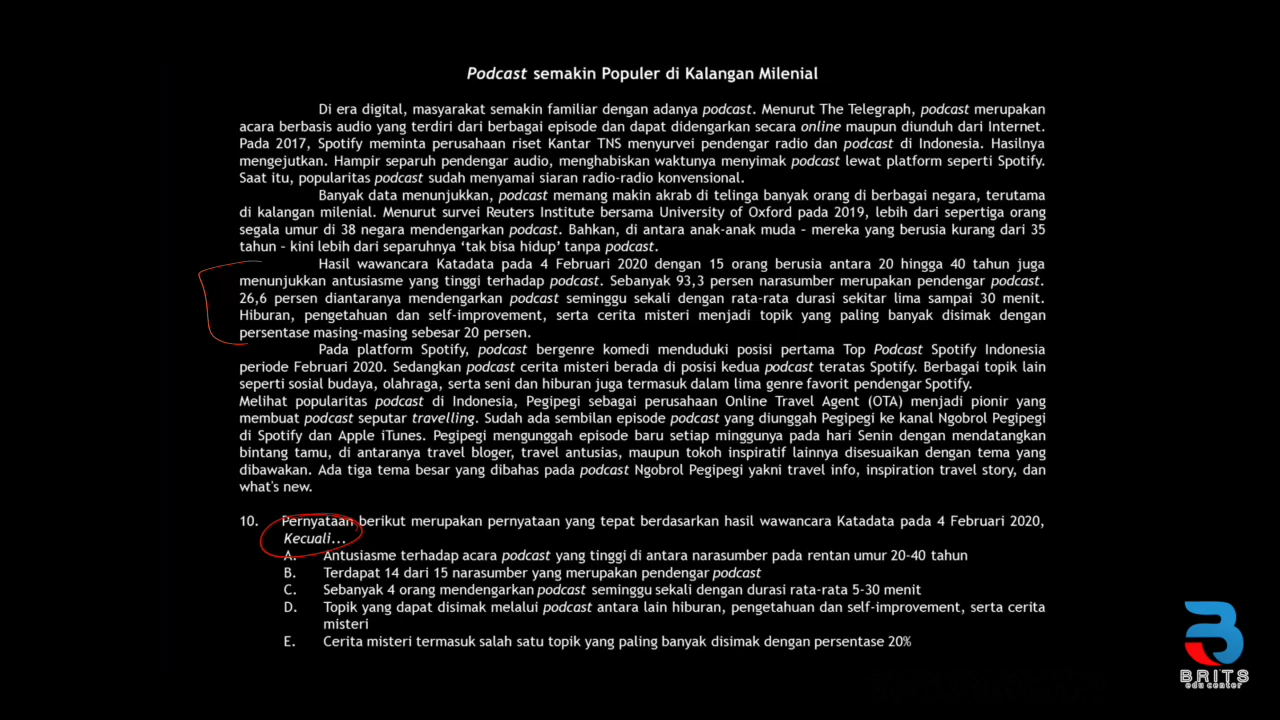 Podcast semakin Populer di Kalangan Milenial
Di era digital, masyarakat semakin familiar dengan adanya podcast. Menurut The Telegraph, podcast merupakan
acara berbasis audio yang terdiri dari berbagai episode dan dapat didengarkan secara online maupun diunduh dari Internet.
Pada 2017, Spotify meminta perusahaan riset Kantar TNS menyurvei pendengar radio dan podcast di Indonesia. Hasilnya
mengejutkan. Hampir separuh pendengar audio, menghabiskan waktunya menyimak podcast lewat platform seperti Spotify.
Saat itu, popularitas podcast sudah menyamai siaran radio-radio konvensional.
Banyak data menunjukkan, podcast memang makin akrab di telinga banyak orang di berbagai negara, terutama
di kalangan milenial. Menurut survei Reuters Institute bersama University of Oxford pada 2019, lebih dari sepertiga orang
segala umur di 38 negara mendengarkan podcast. Bahkan, di antara anak-anak muda – mereka yang berusia kurang dari 35
tahun – kini lebih dari separuhnya ‘tak bisa hidup’ tanpa podcast.
Hasil wawancara Katadata pada 4 Februari 2020 dengan 15 orang berusia antara 20 hingga 40 tahun juga
menunjukkan antusiasme yang tinggi terhadap podcast. Sebanyak 93,3 persen narasumber merupakan pendengar podcast.
26,6 persen diantaranya mendengarkan podcast seminggu sekali dengan rata-rata durasi sekitar lima sampai 30 menit.
Hiburan, pengetahuan dan self-improvement, serta cerita misteri menjadi topik yang paling banyak disimak dengan
persentase masing-masing sebesar 20 persen.
Pada platform Spotify, podcast bergenre komedi menduduki posisi pertama Top Podcast Spotify Indonesia
periode Februari 2020. Sedangkan podcast cerita misteri berada di posisi kedua podcast teratas Spotify. Berbagai topik lain
seperti sosial budaya, olahraga, serta seni dan hiburan juga termasuk dalam lima genre favorit pendengar Spotify.
Melihat popularitas podcast di Indonesia, Pegipegi sebagai perusahaan Online Travel Agent (OTA) menjadi pionir yang
membuat podcast seputar travelling. Sudah ada sembilan episode podcast yang diunggah Pegipegi ke kanal Ngobrol Pegipegi
di Spotify dan Apple iTunes. Pegipegi mengunggah episode baru setiap minggunya pada hari Senin dengan mendatangkan
bintang tamu, di antaranya travel bloger, travel antusias, maupun tokoh inspiratif lainnya disesuaikan dengan tema yang
dibawakan. Ada tiga tema besar yang dibahas pada podcast Ngobrol Pegipegi yakni travel info, inspiration travel story, dan
what's new.
10. Pernyataan berikut merupakan pernyataan yang tepat berdasarkan hasil wawancara Katadata pada 4 Februari 2020,
Kecuali...
A. Antusiasme terhadap acara podcast yang tinggi di antara narasumber pada rentan umur 20-40 tahun
B. Terdapat 14 dari 15 narasumber yang merupakan pendengar podcast
C. Sebanyak 4 orang mendengarkan podcast seminggu sekali dengan durasi rata-rata 5-30 menit
D. Topik yang dapat disimak melalui podcast antara lain hiburan, pengetahuan dan self-improvement, serta cerita
misteri
E. Cerita misteri termasuk salah satu topik yang paling banyak disimak dengan persentase 20%
BRITS
edu center